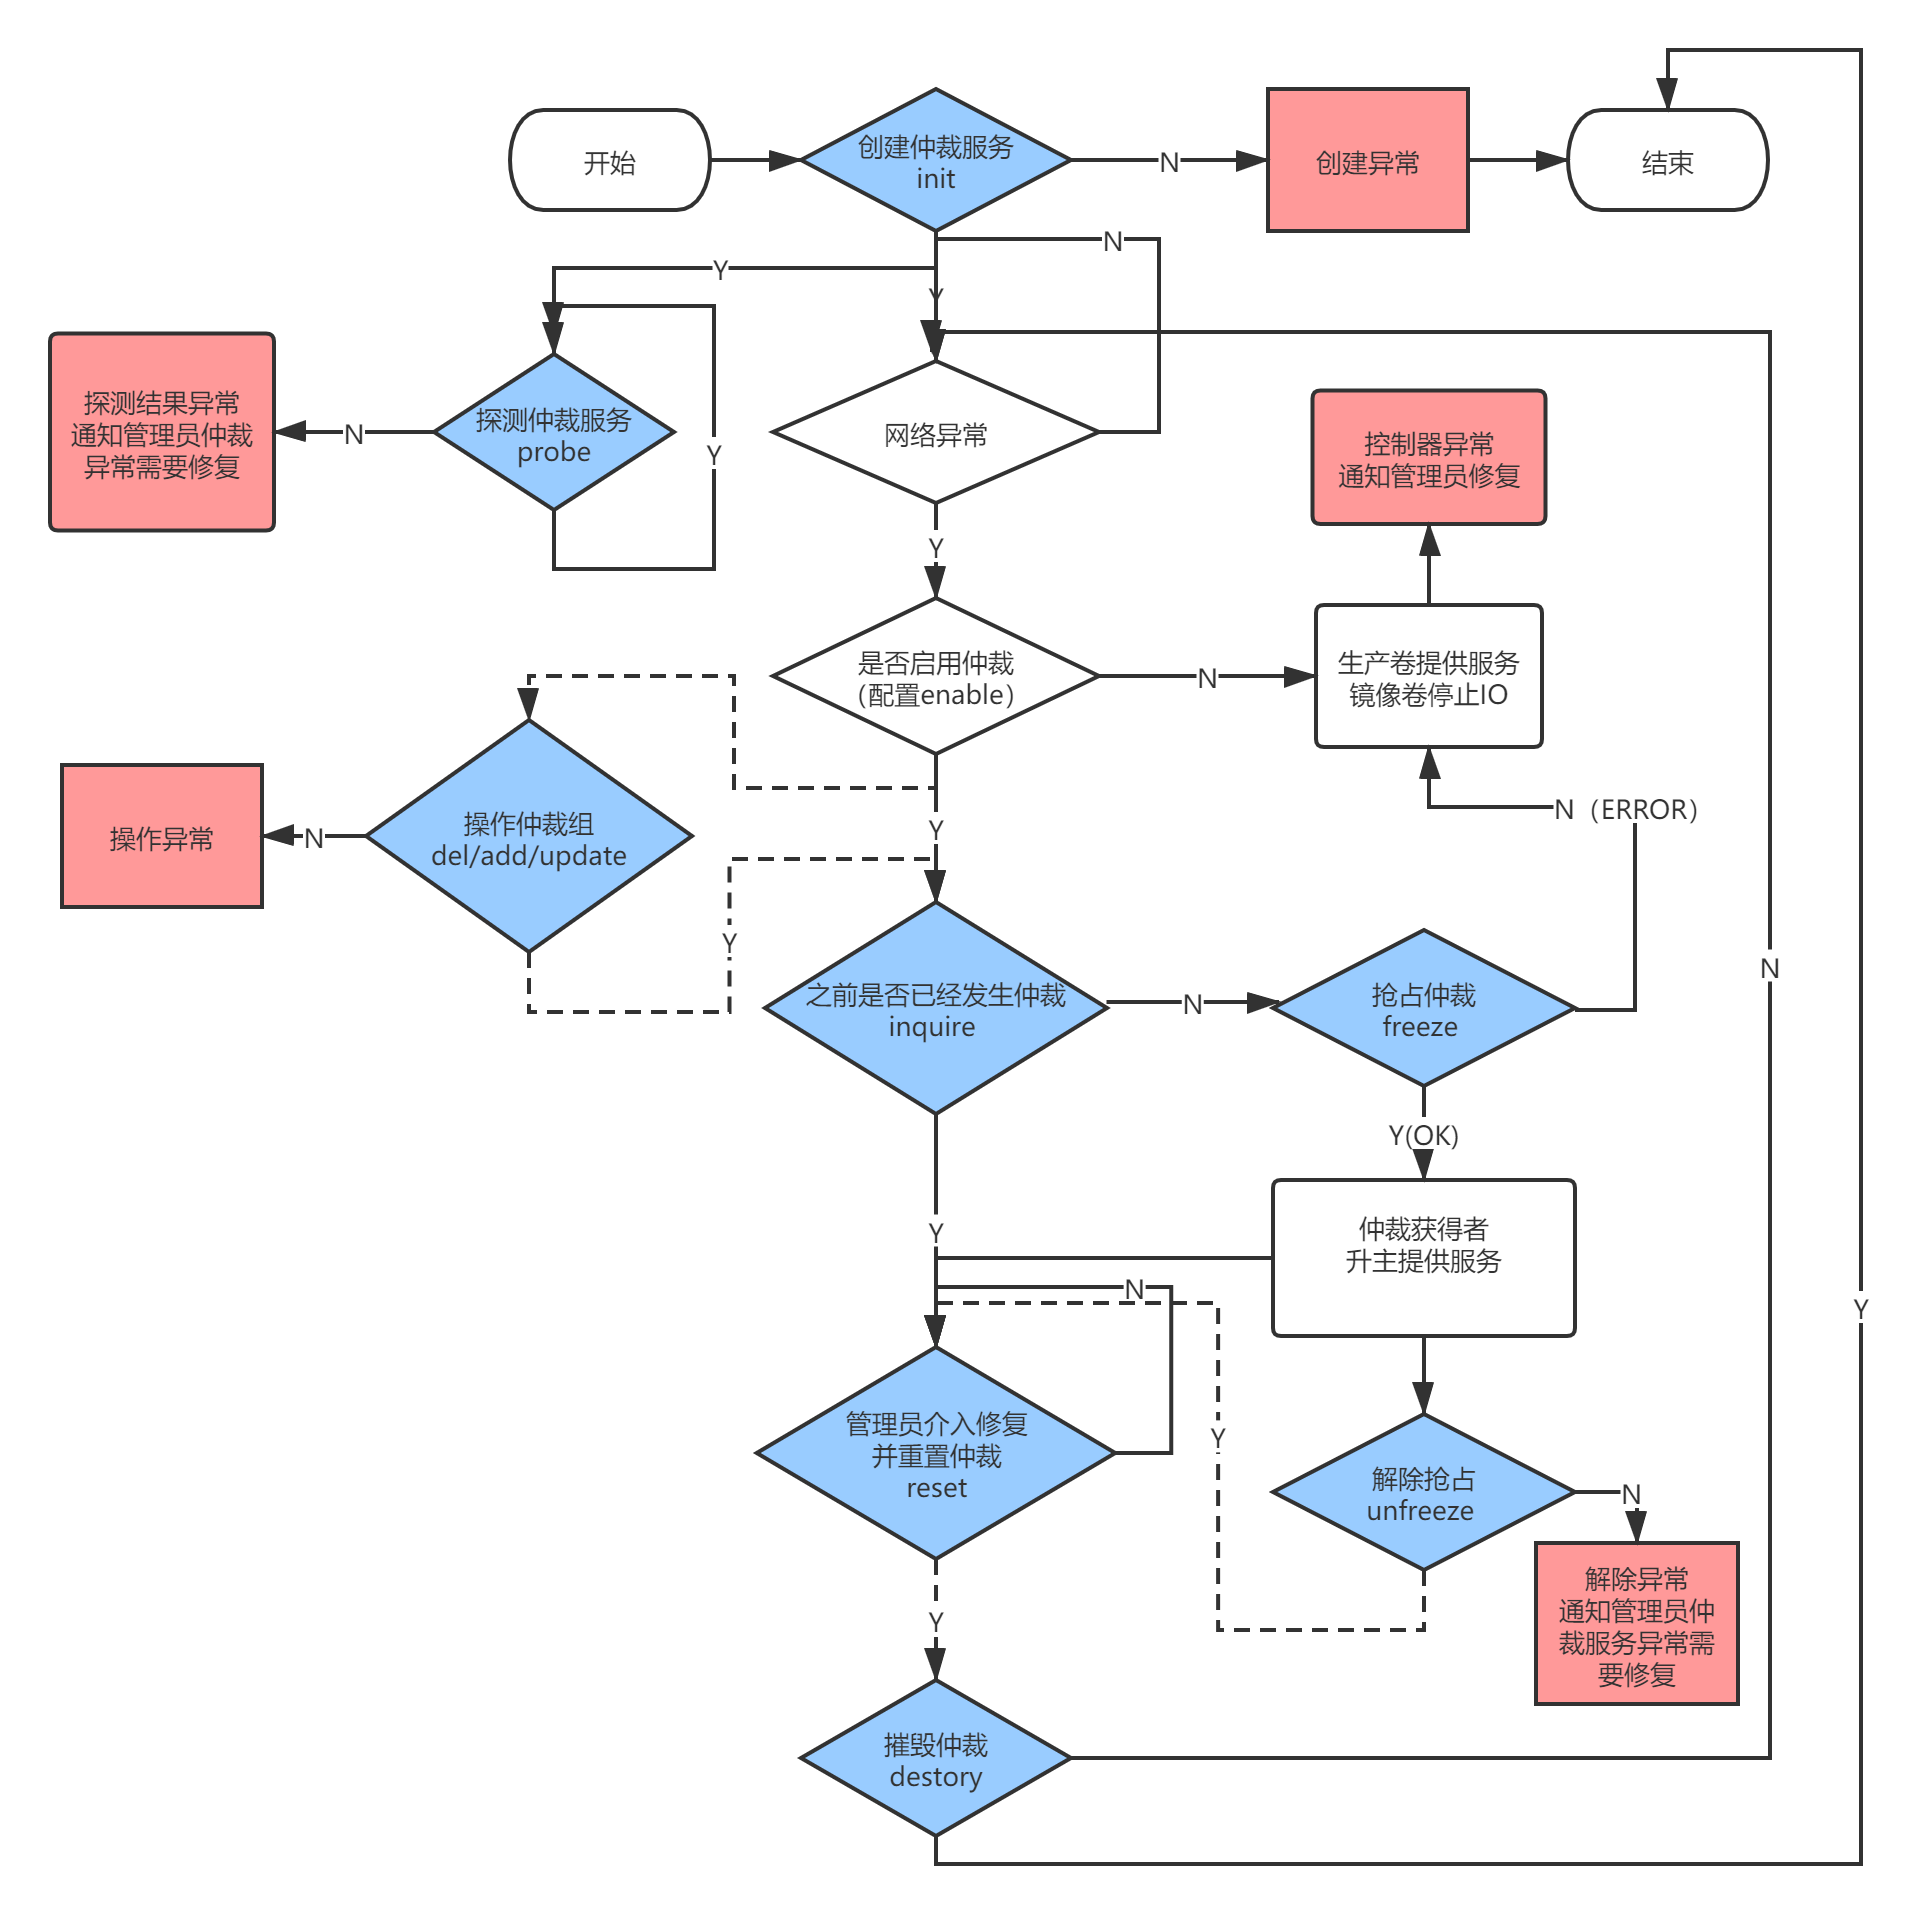 开始
创建仲裁服务
init
N
创建异常
结束
N
Y
Y
探测结果异常
通知管理员仲裁
异常需要修复
N
探测仲裁服务
probe
Y
网络异常
控制器异常
通知管理员修复
Y
是否启用仲裁
（配置enable）
N
生产卷提供服务
镜像卷停止IO
操作异常
N
操作仲裁组
del/add/update
Y
N（ERROR）
Y
之前是否已经发生仲裁
inquire
N
抢占仲裁
freeze
N
Y(OK)
Y
仲裁获得者
升主提供服务
N
Y
管理员介入修复
并重置仲裁
reset
Y
解除抢占
unfreeze
N
解除异常
通知管理员仲
裁服务异常需
要修复
Y
摧毁仲裁
destory